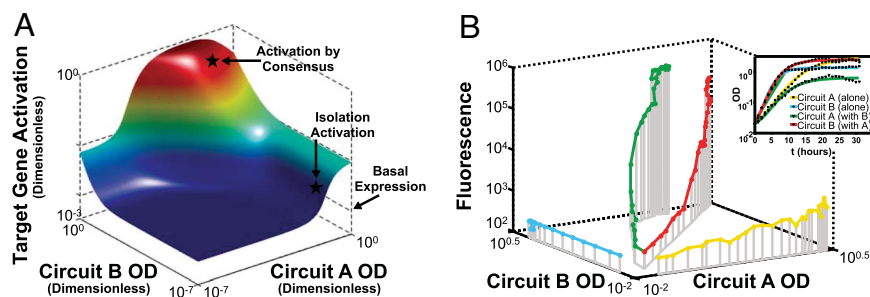 A
Target Gene Activation
(Dimensionless)
10^0
10^-3
10^0
Circuit B OD
(Dimensionless)
10^-7
10^-7
Circuit A OD
(Dimensionless)
10^0
Activation by
Consensus
Isolation
Activation
Basal
Expression
B
Fluorescence
10^6
10^5
10^4
10^3
10^2
10^0.5
Circuit B OD
10^-2
10^-2
Circuit A OD
10^0.5
OD
10^0
10^-2
0 5 10 15 20 25 30
t (hours)
Circuit A (alone)
Circuit B (alone)
Circuit A (with B)
Circuit B (with A)